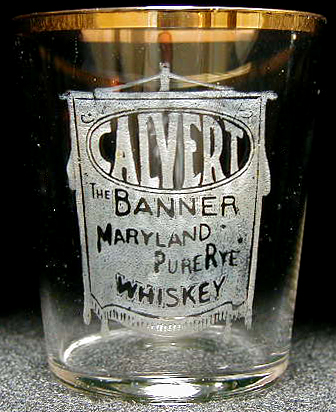 CALVERT
THE BANNER
MARYLAND
PURE RYE
WHISKEY